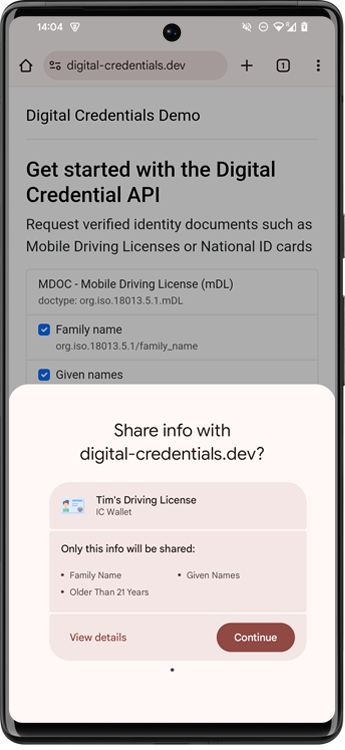 14:04
digital-credentials.dev
1
Digital Credentials Demo
Get started with the Digital
Credential API
Request verified identity documents such as
Mobile Driving Licenses or National ID cards
MDOC - Mobile Driving License (mDL)
doctype: org.iso.18013.5.1.mDL
Family name
org.iso.18013.5.1/family_name
Given names
Share info with
digital-credentials.dev?
Tim's Driving License
IC Wallet
Only this info will be shared:
• Family Name • Given Names
• Older Than 21 Years
View details Continue